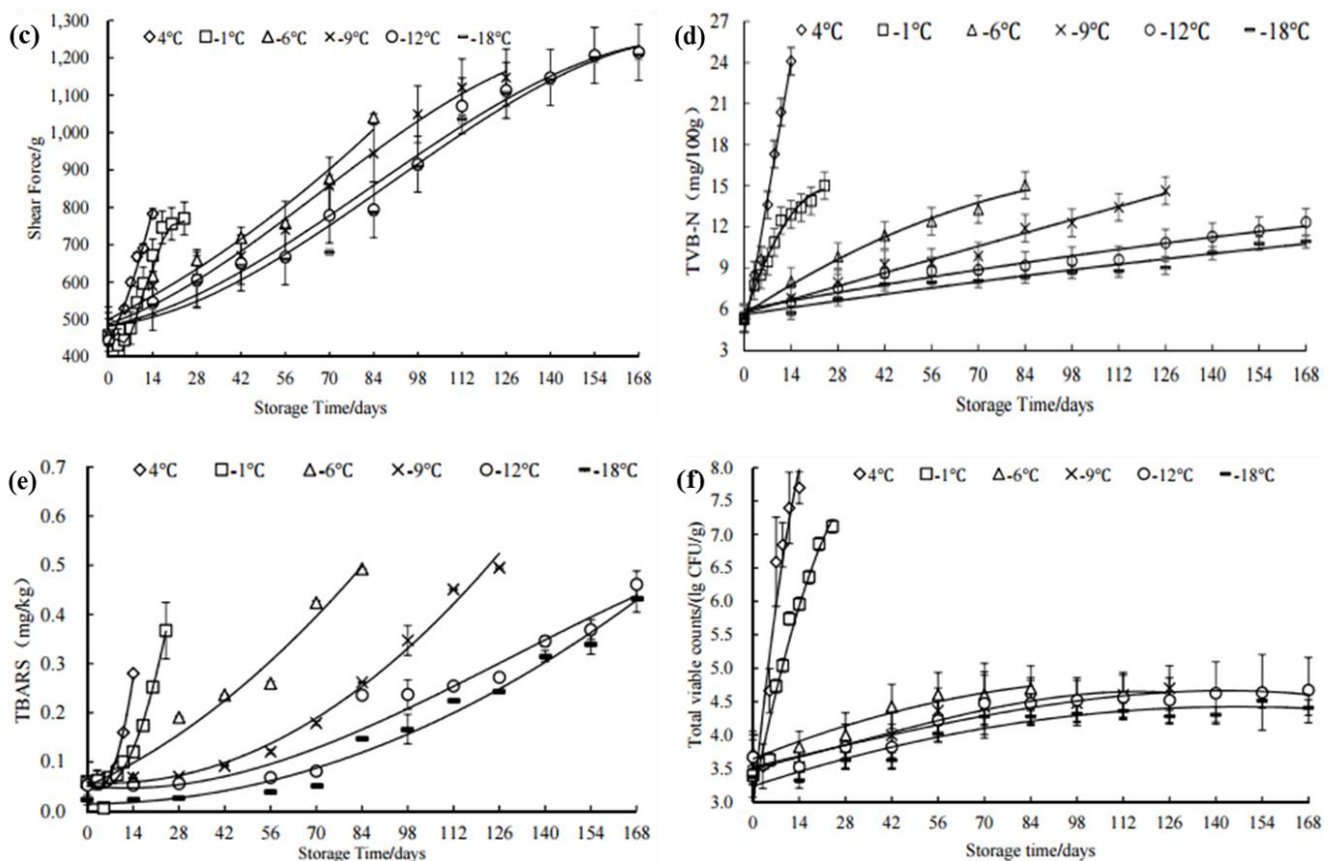 (c)
4°C -1°C -6°C -9°C -12°C -18°C
1,300
1,200
1,100
1,000
900
800
700
600
500
400
Shear Force/g
0 14 28 42 56 70 84 98 112 126 140 154 168
Storage Time/days
(d)
4°C -1°C -6°C -9°C -12°C -18°C
27
24
21
18
15
12
9
6
3
TVB-N (mg/100g)
0 14 28 42 56 70 84 98 112 126 140 154 168
Storage Time/days
(e)
4°C -1°C -6°C -9°C -12°C -18°C
0.7
0.6
0.5
0.4
0.3
0.2
0.1
0.0
TBARS (mg/kg)
0 14 28 42 56 70 84 98 112 126 140 154 168
Storage Time/days
(f)
4°C -1°C -6°C -9°C -12°C -18°C
8.0
7.5
7.0
6.5
6.0
5.5
5.0
4.5
4.0
3.5
3.0
Total viable counts/(lg CFU/g)
0 14 28 42 56 70 84 98 112 126 140 154 168
Storage time/days